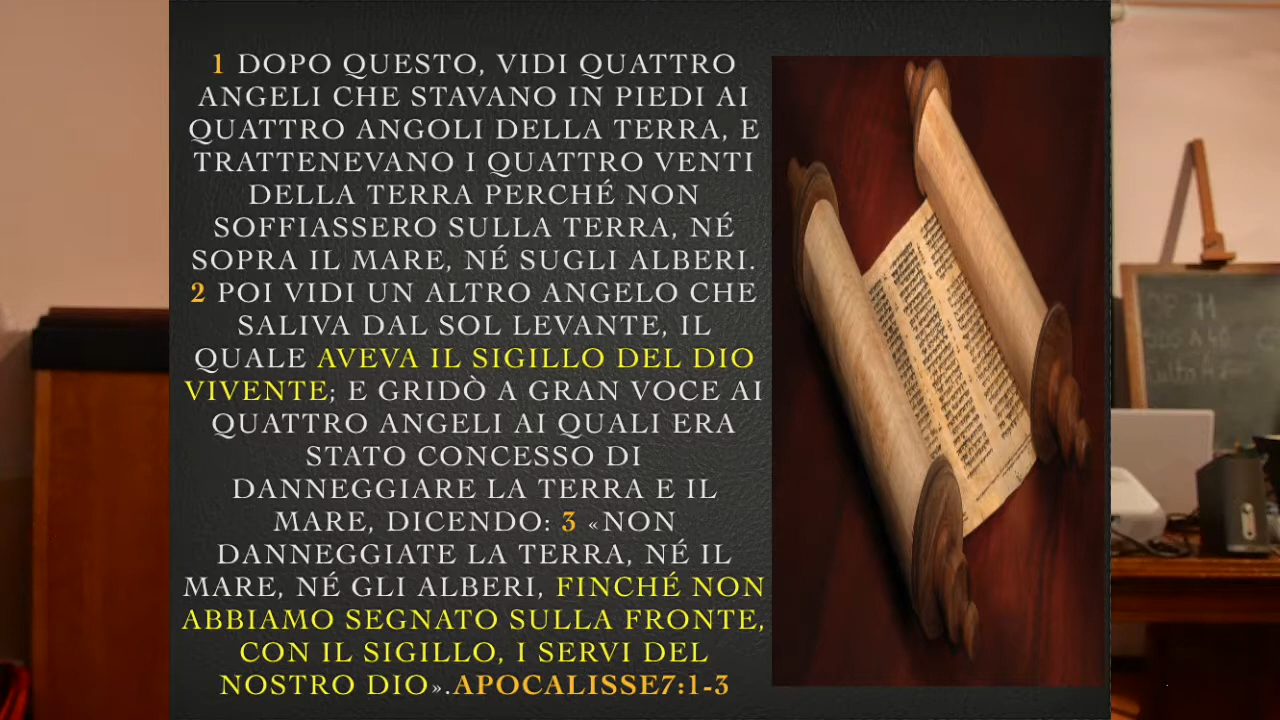 1 DOPO QUESTO, VIDI QUATTRO
ANGELI CHE STAVANO IN PIEDI AI
QUATTRO ANGOLI DELLA TERRA, E
TRATTENEVANO I QUATTRO VENTI
DELLA TERRA PERCHÉ NON
SOFFIASSERO SULLA TERRA, NÉ
SOPRA IL MARE, NÉ SUGLI ALBERI.
2 POI VIDI UN ALTRO ANGELO CHE
SALIVA DAL SOL LEVANTE, IL
QUALE AVEVA IL SIGILLO DEL DIO
VIVENTE; E GRIDÒ A GRAN VOCE AI
QUATTRO ANGELI AI QUALI ERA
STATO CONCESSO DI
DANNEGGIARE LA TERRA E IL
MARE, DICENDO: 3 «NON
DANNEGGIATE LA TERRA, NÉ IL
MARE, NÉ GLI ALBERI, FINCHÉ NON
ABBIAMO SEGNATO SULLA FRONTE,
CON IL SIGILLO, I SERVI DEL
NOSTRO DIO».APOCALISSE7:1-3